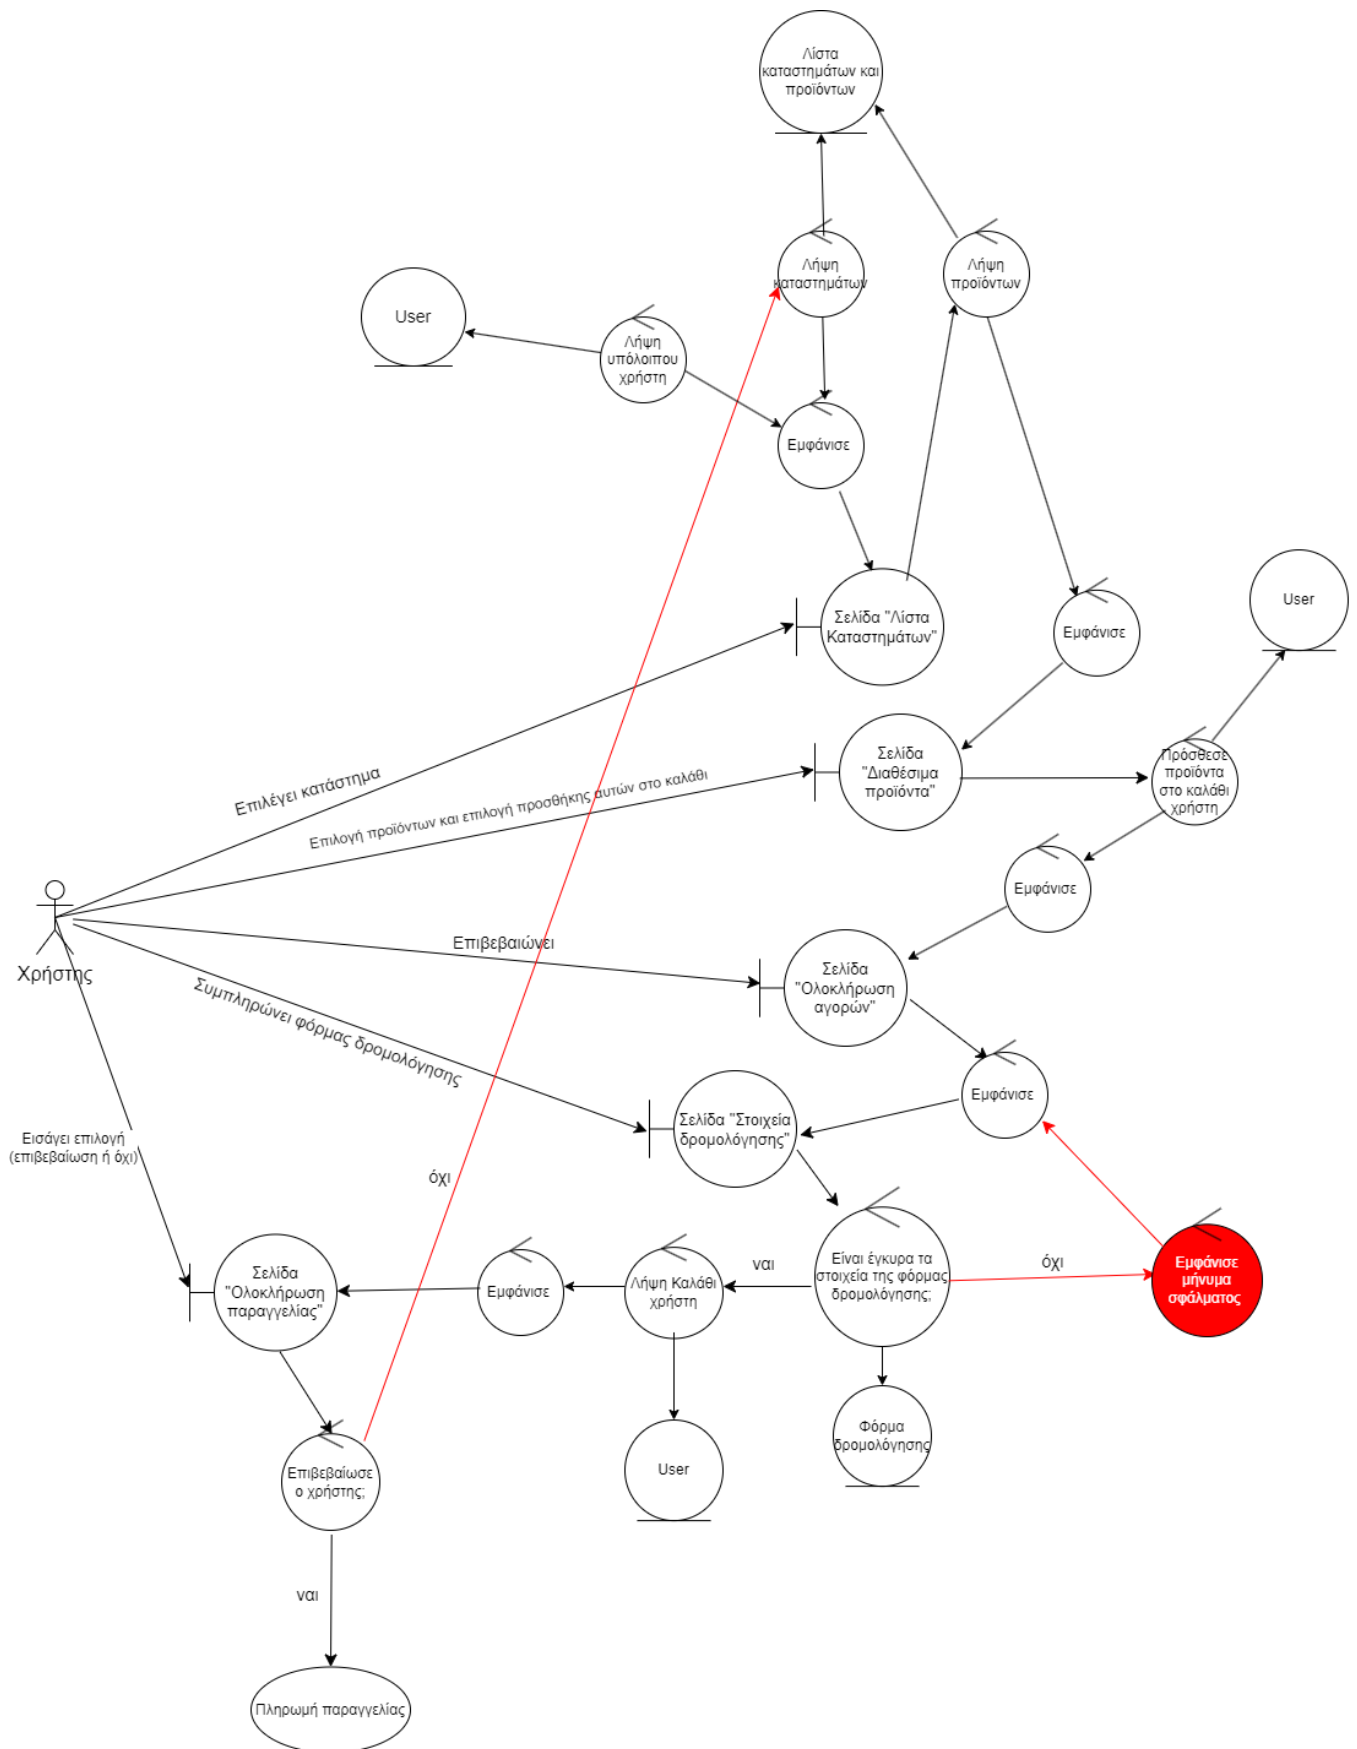 Λίστα
καταστημάτων και
προϊόντων
Λήψη
καταστημάτων
Λήψη
προϊόντων
User
Λήψη
υπόλοιπου
χρήστη
Εμφάνισε
Σελίδα "Λίστα
Καταστημάτων"
Εμφάνισε
User
Σελίδα
"Διαθέσιμα
προϊόντα"
Πρόσθεσε
προϊόντα
στο καλάθι
χρήστη
Επιλέγει κατάστημα
Επιλογή προϊόντων και επιλογή προσθήκης αυτών στο καλάθι
Εμφάνισε
Χρήστης
Επιβεβαιώνει
Σελίδα
"Ολοκλήρωση
αγορών"
Συμπληρώνει φόρμας δρομολόγησης
Εμφάνισε
Σελίδα "Στοιχεία
δρομολόγησης"
Εισάγει επιλογή
(επιβεβαίωση ή όχι)
όχι
Σελίδα
"Ολοκλήρωση
παραγγελίας"
Εμφάνισε
Λήψη Καλάθι
χρήστη
ναι
Είναι έγκυρα τα
στοιχεία της φόρμας
δρομολόγησης;
όχι
Εμφάνισε
μήνυμα
σφάλματος
Φόρμα
δρομολόγησης
User
Επιβεβαίωσε
ο χρήστης;
ναι
Πληρωμή παραγγελίας